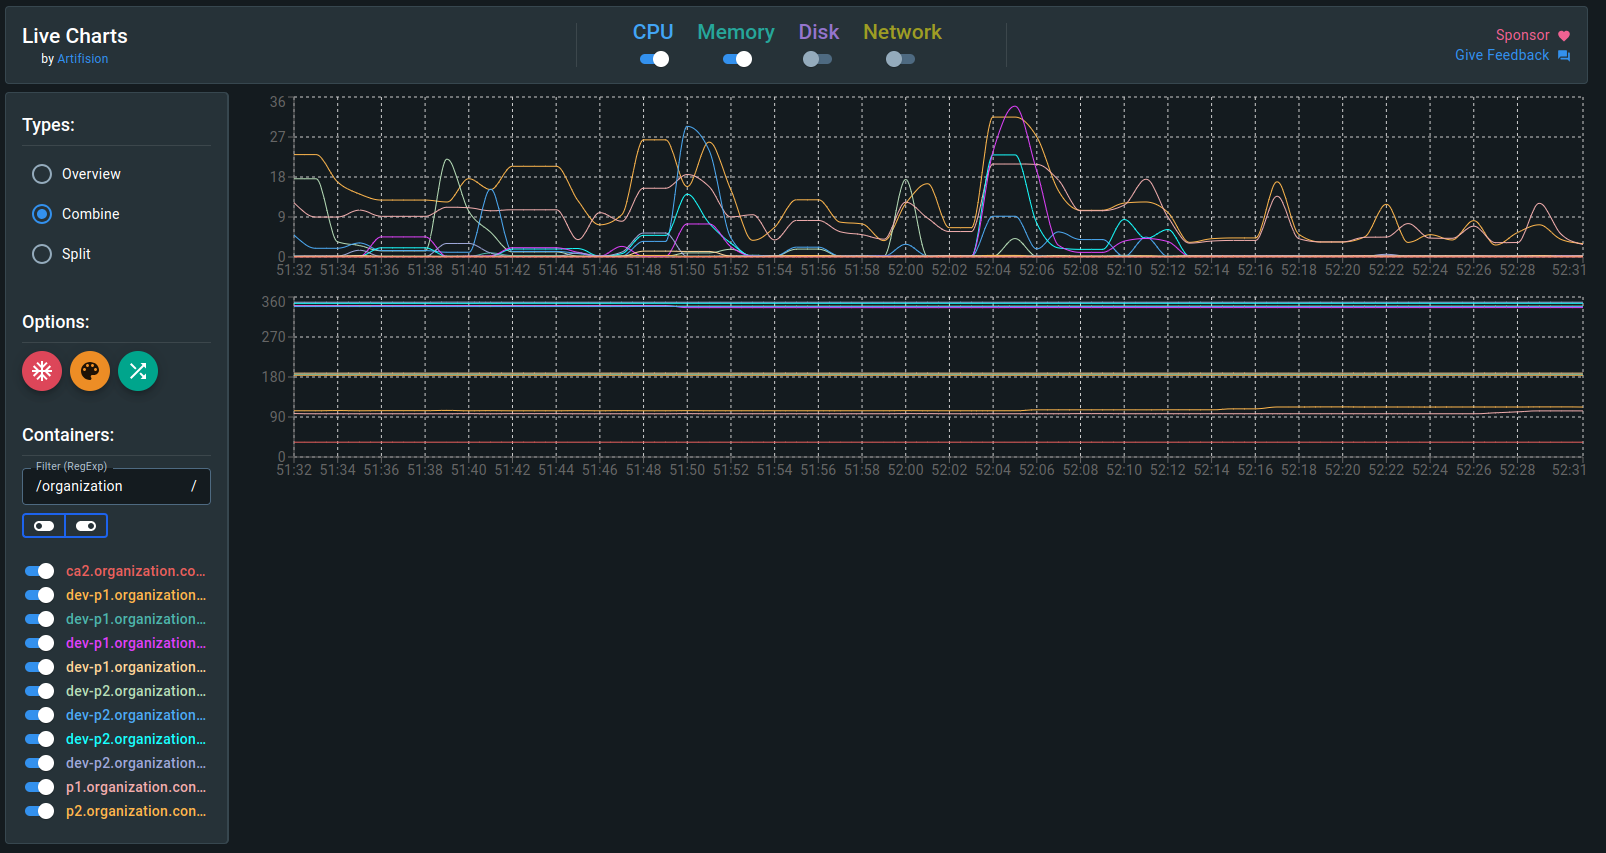 Live Charts
by Artifision
CPU Memory Disk Network
Sponsor
Give Feedback
Types:
Overview
Combine
Split
Options:
Containers:
Filter (RegExp)
/organization /
ca2.organization.co...
dev-p1.organization...
dev-p1.organization...
dev-p1.organization...
dev-p1.organization...
dev-p2.organization...
dev-p2.organization...
dev-p2.organization...
dev-p2.organization...
p1.organization.con...
p2.organization.con...
36
27
18
9
0
51:32 51:34 51:36 51:38 51:40 51:42 51:44 51:46 51:48 51:50 51:52 51:54 51:56 51:58 52:00 52:02 52:04 52:06 52:08 52:10 52:12 52:14 52:16 52:18 52:20 52:22 52:24 52:26 52:28 52:31
360
270
180
90
0
51:32 51:34 51:36 51:38 51:40 51:42 51:44 51:46 51:48 51:50 51:52 51:54 51:56 51:58 52:00 52:02 52:04 52:06 52:08 52:10 52:12 52:14 52:16 52:18 52:20 52:22 52:24 52:26 52:28 52:31